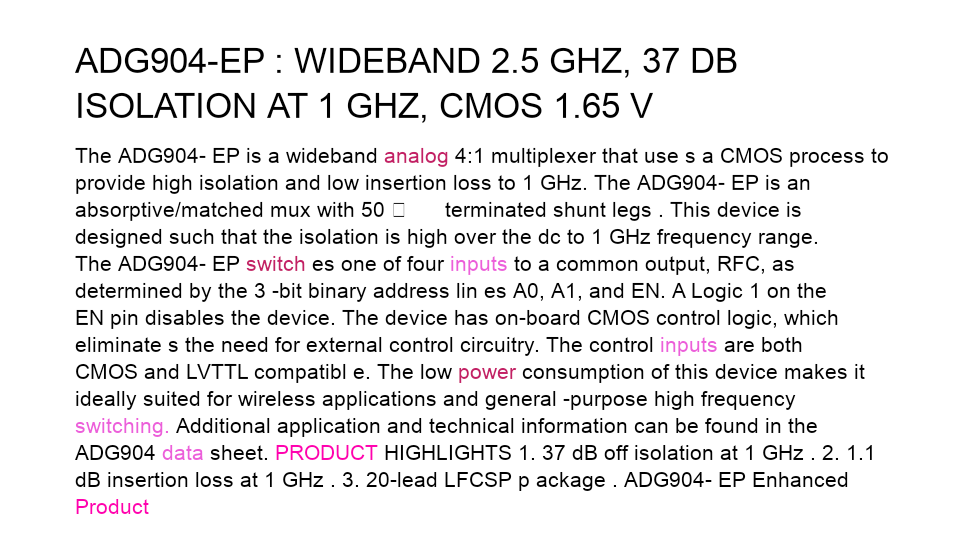 ADG904-EP : WIDEBAND 2.5 GHZ, 37 DB
ISOLATION AT 1 GHZ, CMOS 1.65 V
The ADG904- EP is a wideband analog 4:1 multiplexer that use s a CMOS process to
provide high isolation and low insertion loss to 1 GHz. The ADG904- EP is an
absorptive/matched mux with 50 terminated shunt legs . This device is
designed such that the isolation is high over the dc to 1 GHz frequency range.
The ADG904- EP switch es one of four inputs to a common output, RFC, as
determined by the 3 -bit binary address lin es A0, A1, and EN. A Logic 1 on the
EN pin disables the device. The device has on-board CMOS control logic, which
eliminate s the need for external control circuitry. The control inputs are both
CMOS and LVTTL compatibl e. The low power consumption of this device makes it
ideally suited for wireless applications and general -purpose high frequency
switching. Additional application and technical information can be found in the
ADG904 data sheet. PRODUCT HIGHLIGHTS 1. 37 dB off isolation at 1 GHz . 2. 1.1
dB insertion loss at 1 GHz . 3. 20-lead LFCSP p ackage . ADG904- EP Enhanced
Product